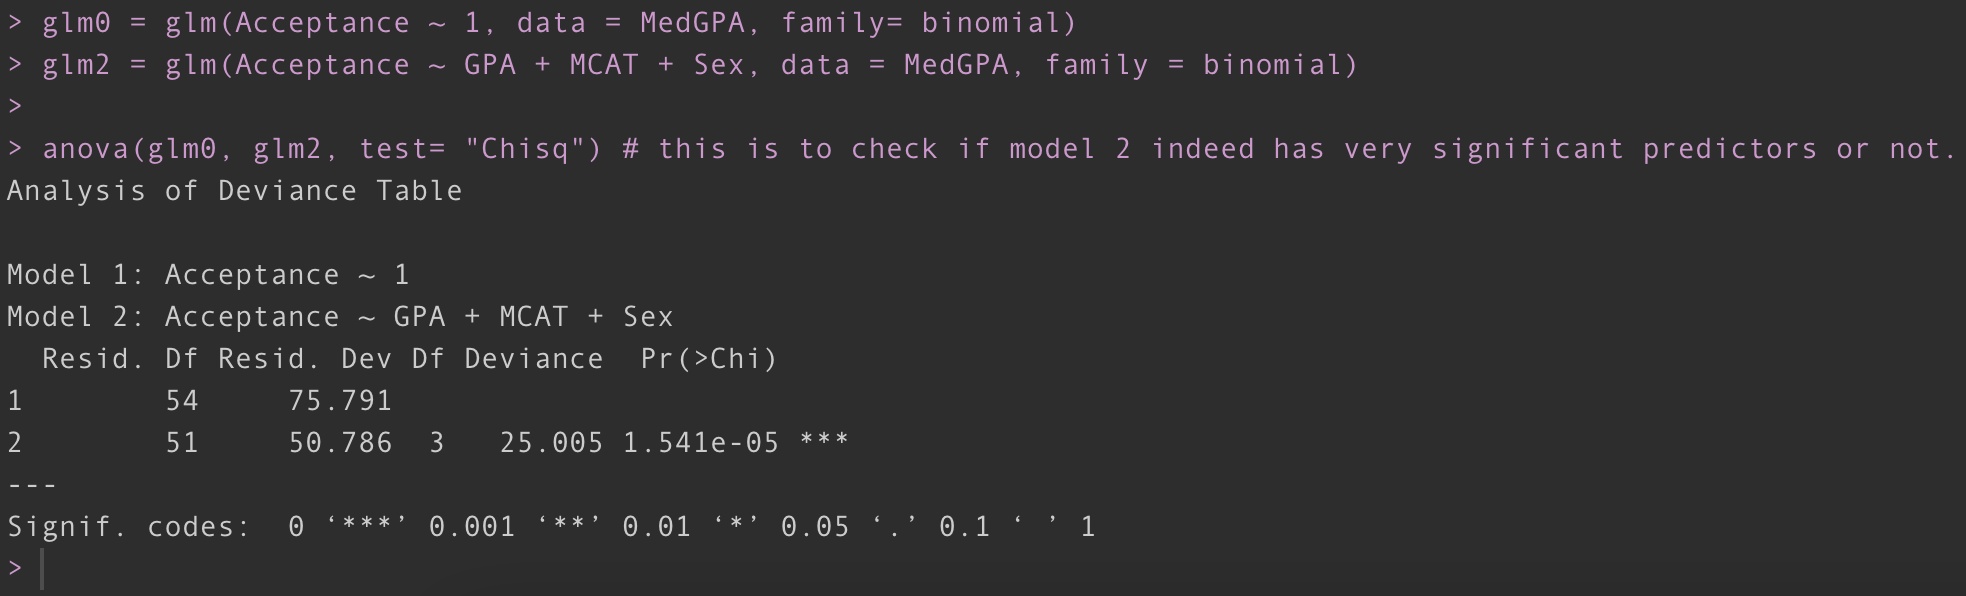 > glm0 = glm(Acceptance ~ 1, data = MedGPA, family= binomial)
> glm2 = glm(Acceptance ~ GPA + MCAT + Sex, data = MedGPA, family = binomial)
>
> anova(glm0, glm2, test= "Chisq") # this is to check if model 2 indeed has very significant predictors or not.
Analysis of Deviance Table
Model 1: Acceptance ~ 1
Model 2: Acceptance ~ GPA + MCAT + Sex
  Resid. Df Resid. Dev Df Deviance  Pr(>Chi)
1        54     75.791
2        51     50.786  3   25.005 1.541e-05 ***
---
Signif. codes:  0 ‘***’ 0.001 ‘**’ 0.01 ‘*’ 0.05 ‘.’ 0.1 ‘ ’ 1
>